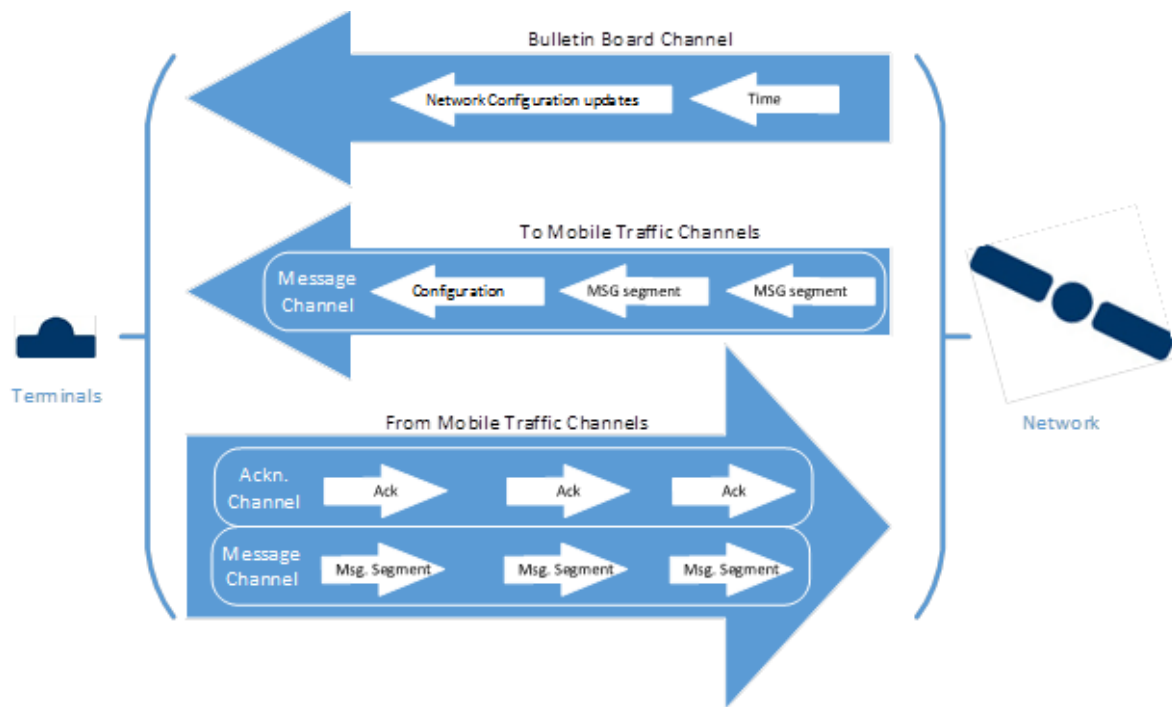 Bulletin Board Channel
Network Configuration updates
Time
To Mobile Traffic Channels
Message
Channel
Configuration
MSG segment
MSG segment
Terminals
Network
From Mobile Traffic Channels
Ackn.
Channel
Ack
Ack
Ack
Message
Channel
Msg. Segment
Msg. Segment
Msg. Segment